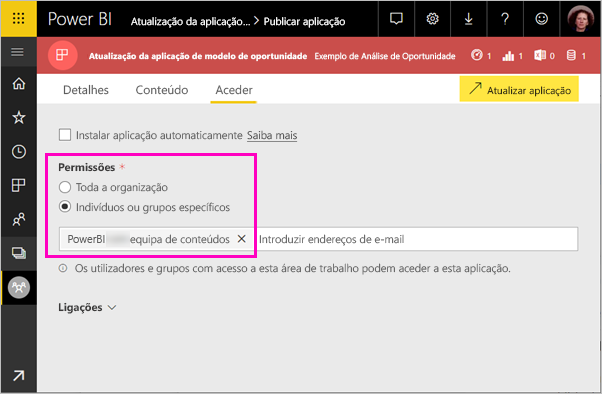 Power BI Atualização da aplicação... > Publicar aplicação ?
Atualização da aplicação de modelo de oportunidade Exemplo de Análise de Oportunidade 1 1 0 1
Detalhes Conteúdo Aceder Atualizar aplicação
Instalar aplicação automaticamente Saiba mais
Permissões *
Toda a organização
Indivíduos ou grupos específicos
PowerBI equipa de conteúdos Introduzir endereços de e-mail
Os utilizadores e grupos com acesso a esta área de trabalho podem aceder a esta aplicação.
Ligações